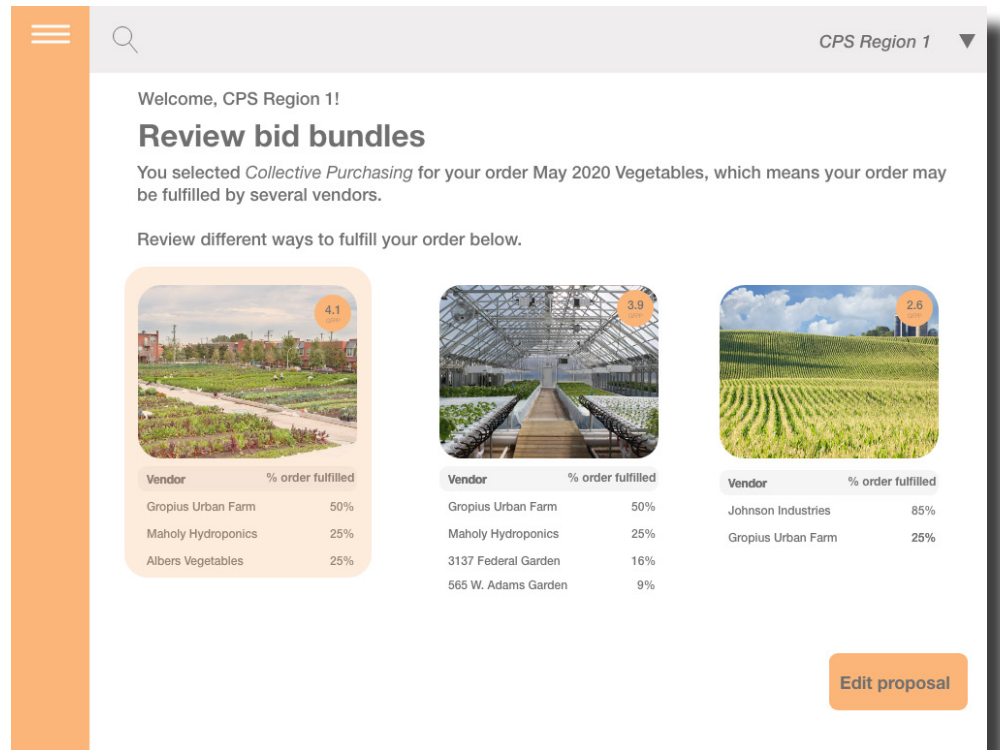 CPS Region 1
Welcome, CPS Region 1!
Review bid bundles
You selected Collective Purchasing for your order May 2020 Vegetables, which means your order may
be fulfilled by several vendors.
Review different ways to fulfill your order below.
4.1
Vendor % order fulfilled
Gropius Urban Farm 50%
Maholy Hydroponics 25%
Albers Vegetables 25%
3.9
Vendor % order fulfilled
Gropius Urban Farm 50%
Maholy Hydroponics 25%
3137 Federal Garden 16%
565 W. Adams Garden 9%
2.6
Vendor % order fulfilled
Johnson Industries 85%
Gropius Urban Farm 25%
Edit proposal